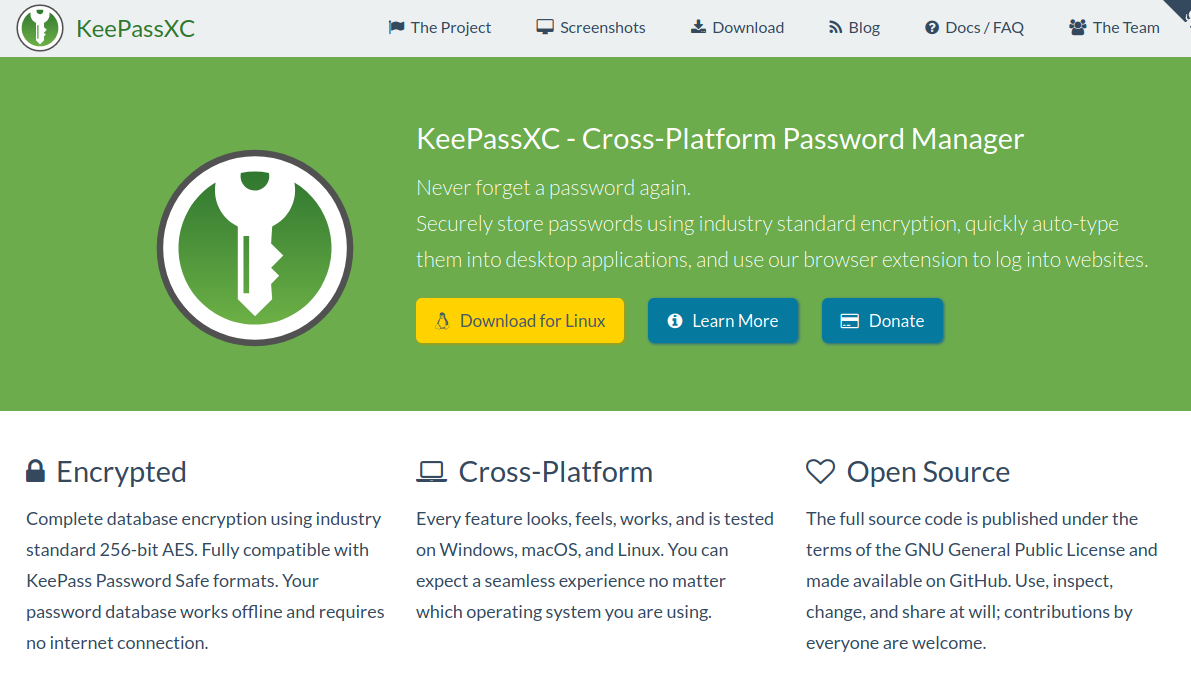 KeePassXC
The Project
Screenshots
Download
Blog
Docs / FAQ
The Team
KeePassXC - Cross-Platform Password Manager
Never forget a password again.
Securely store passwords using industry standard encryption, quickly auto-type
them into desktop applications, and use our browser extension to log into websites.
Download for Linux
Learn More
Donate
Encrypted
Complete database encryption using industry
standard 256-bit AES. Fully compatible with
KeePass Password Safe formats. Your
password database works offline and requires
no internet connection.
Cross-Platform
Every feature looks, feels, works, and is tested
on Windows, macOS, and Linux. You can
expect a seamless experience no matter
which operating system you are using.
Open Source
The full source code is published under the
terms of the GNU General Public License and
made available on GitHub. Use, inspect,
change, and share at will; contributions by
everyone are welcome.